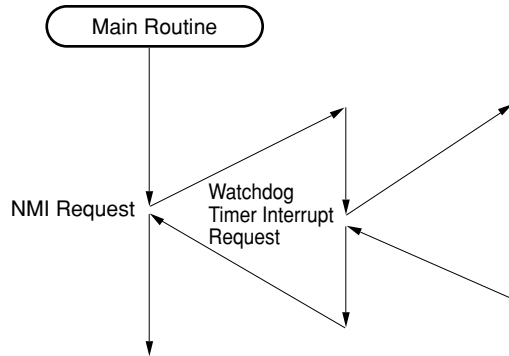 Main Routine
NMI Request
Watchdog
Timer Interrupt
Request